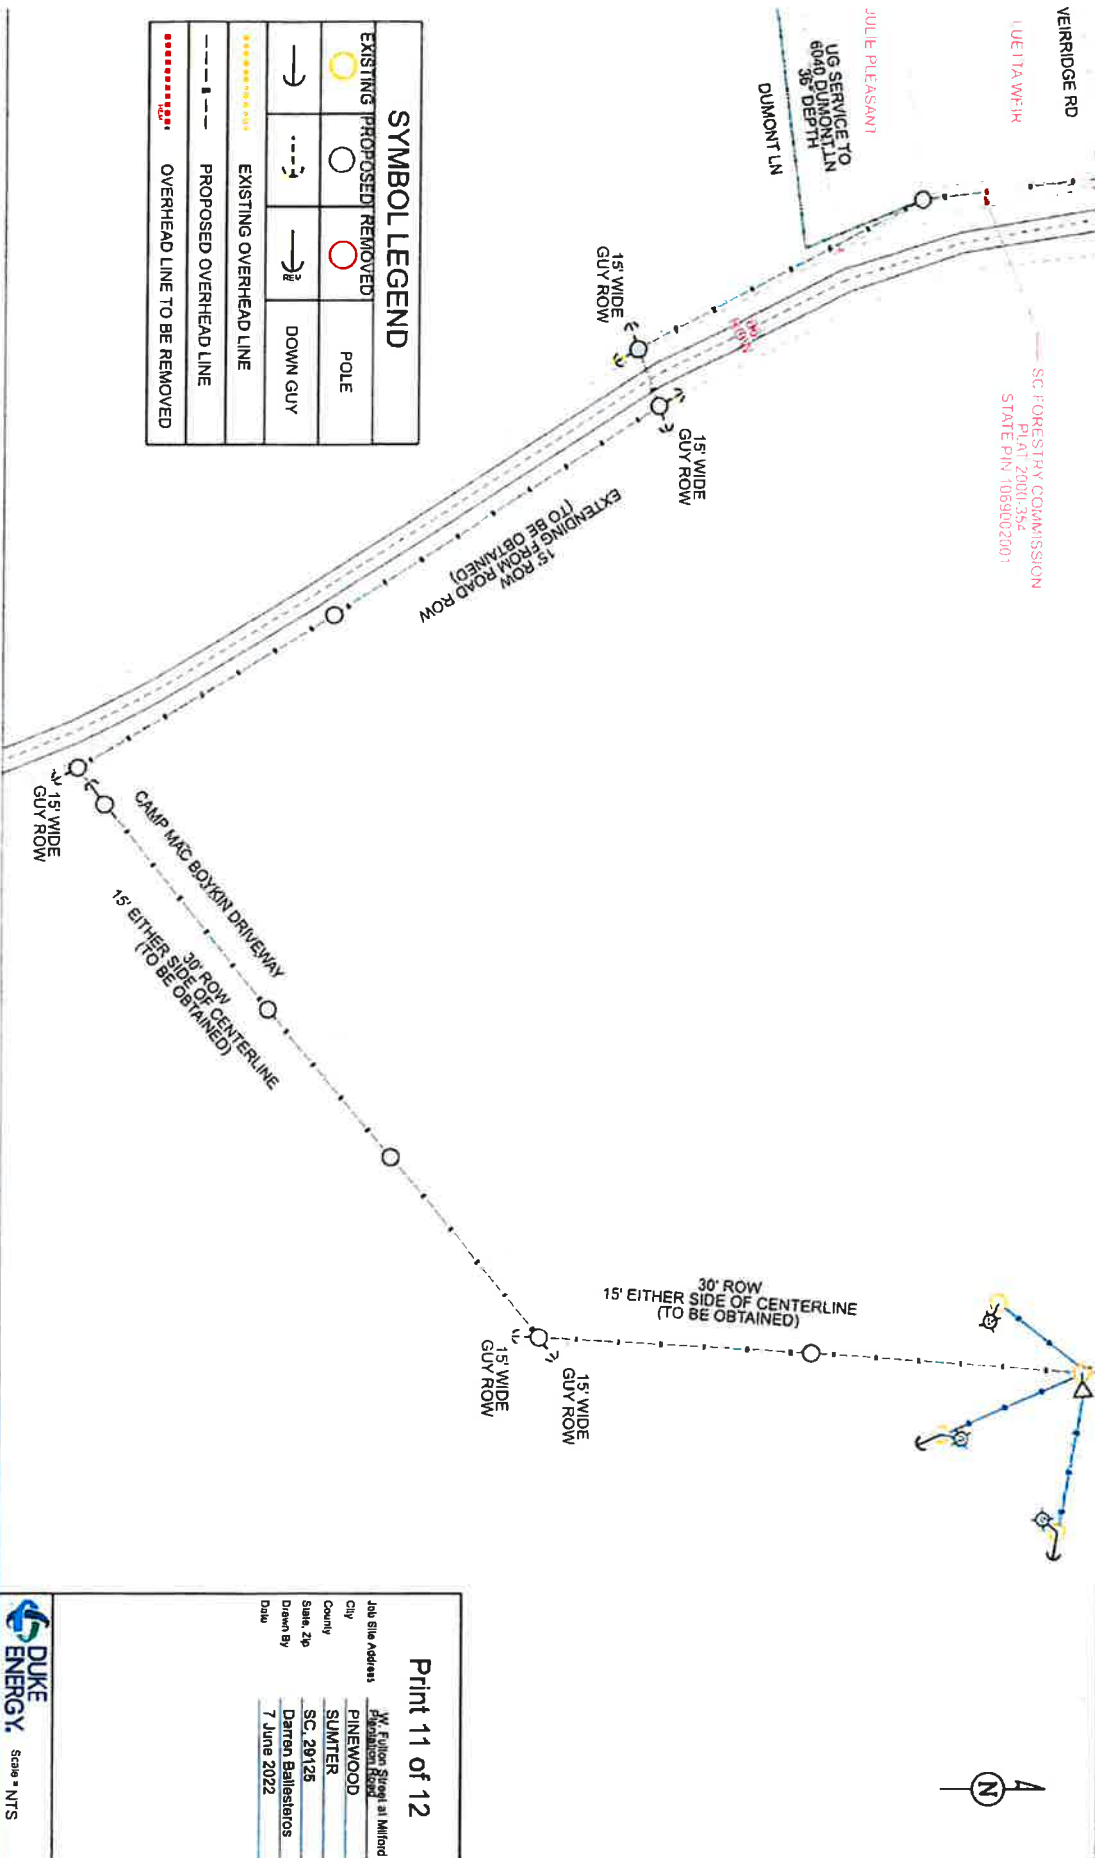 VEIRRIDGE RD
LUETTA WEIR
JULIE PLEASANT
UG SERVICE TO
6040 DUMONT LN
36" DEPTH
DUMONT LN
SC FORESTRY COMMISSION
PLAT 2000-354
STATE PIN 1069002001
15' WIDE
GUY ROW
15' WIDE
GUY ROW
15' ROW
EXTENDING FROM ROAD ROW
(TO BE OBTAINED)
SYMBOL LEGEND
EXISTING PROPOSED REMOVED
POLE
DOWN GUY
EXISTING OVERHEAD LINE
PROPOSED OVERHEAD LINE
OVERHEAD LINE TO BE REMOVED
15' WIDE
GUY ROW
CAMP MAC BOYKIN DRIVEWAY
30' ROW
15' EITHER SIDE OF CENTERLINE
(TO BE OBTAINED)
30' ROW
15' EITHER SIDE OF CENTERLINE
(TO BE OBTAINED)
15' WIDE
GUY ROW
15' WIDE
GUY ROW
N
Print 11 of 12
Job Site Address W. Fulton Street at Milford
Plantation Road
City PINEWOOD
County SUMTER
State, Zip SC, 29125
Drawn By Darren Ballesteros
Date 7 June 2022
DUKE
ENERGY.
Scale = NTS